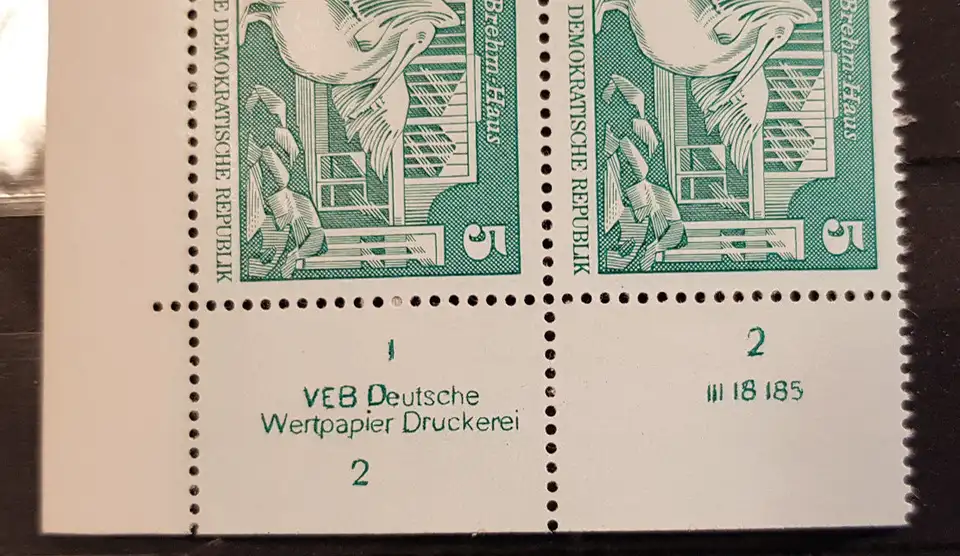 E DEMOKRATISCHE REPUBLIK
Brehm-Haus
5
DEMOKRATISCHE REPUBLIK
Brehm-Haus
5
1
VEB Deutsche
Wertpapier Druckerei
2
2
III 18 185